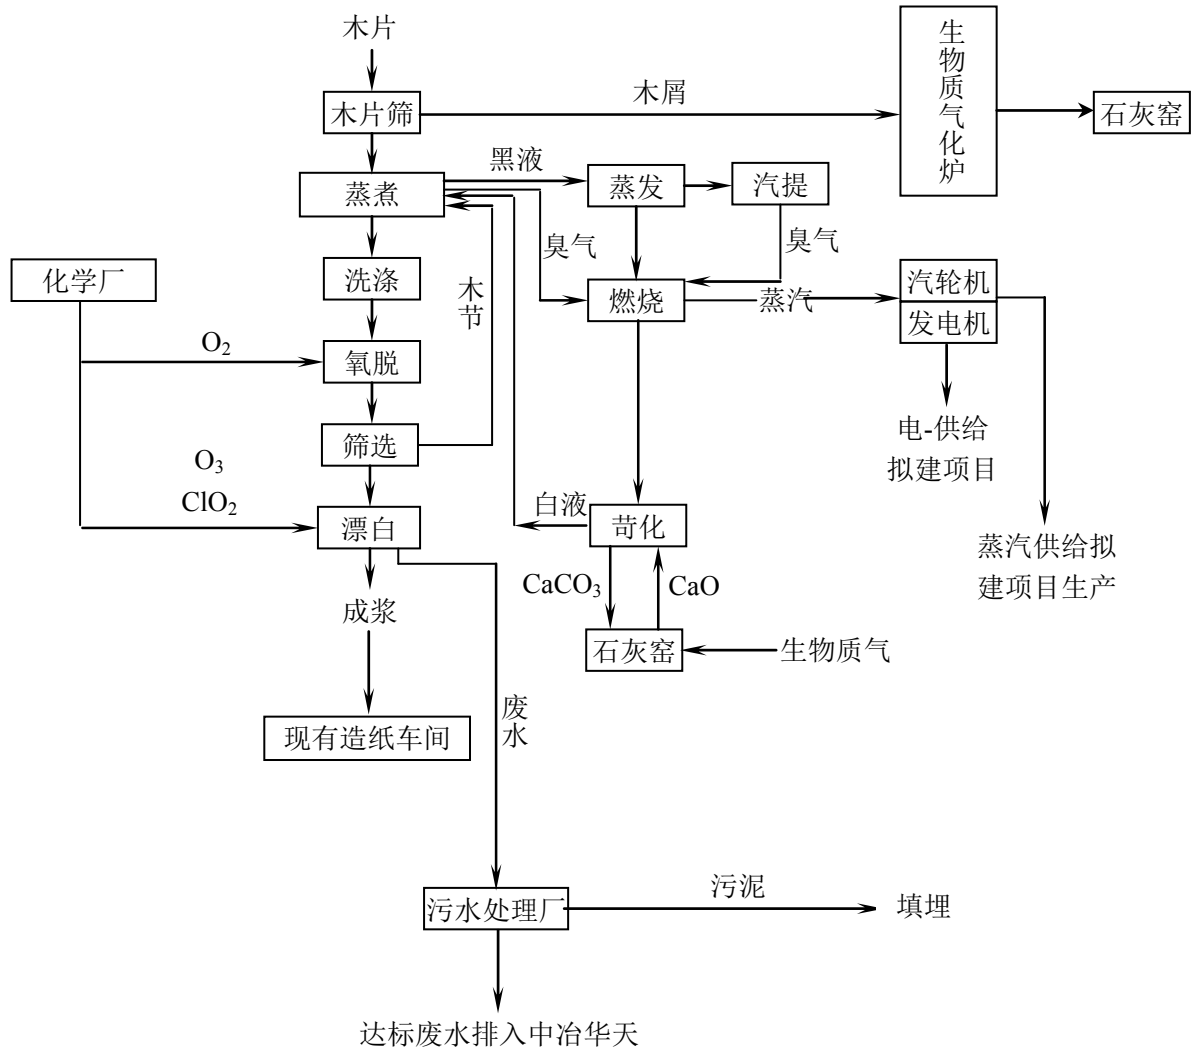 木片
生物质气化炉
木片筛
木屑
石灰窑
黑液
蒸煮
蒸发
汽提
臭气
臭气
化学厂
洗涤
木节
燃烧
蒸汽
汽轮机
发电机
O2
氧脱
筛选
电-供给
拟建项目
O3
ClO2
漂白
白液
苛化
蒸汽供给拟
建项目生产
CaCO3
CaO
成浆
石灰窑
生物质气
废水
现有造纸车间
污水处理厂
污泥
填埋
达标废水排入中冶华天